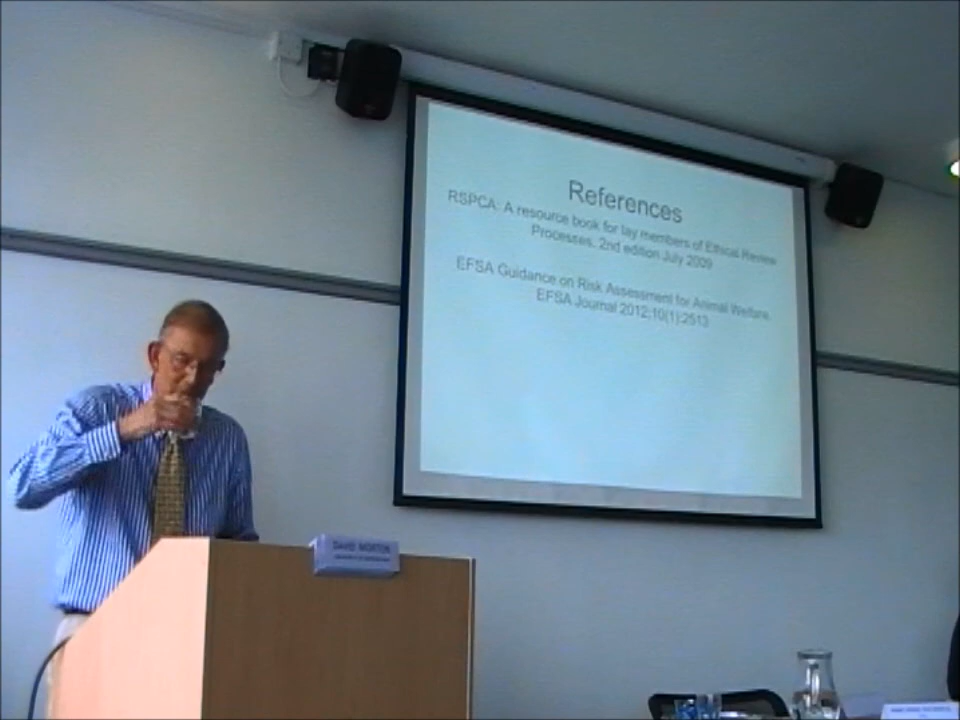 References
RSPCA: A resource book for lay members of Ethical Review
Processes, 2nd edition July 2009
EFSA Guidance on Risk Assessment for Animal Welfare.
EFSA Journal 2012;10(1):2513
DAVID MORTON